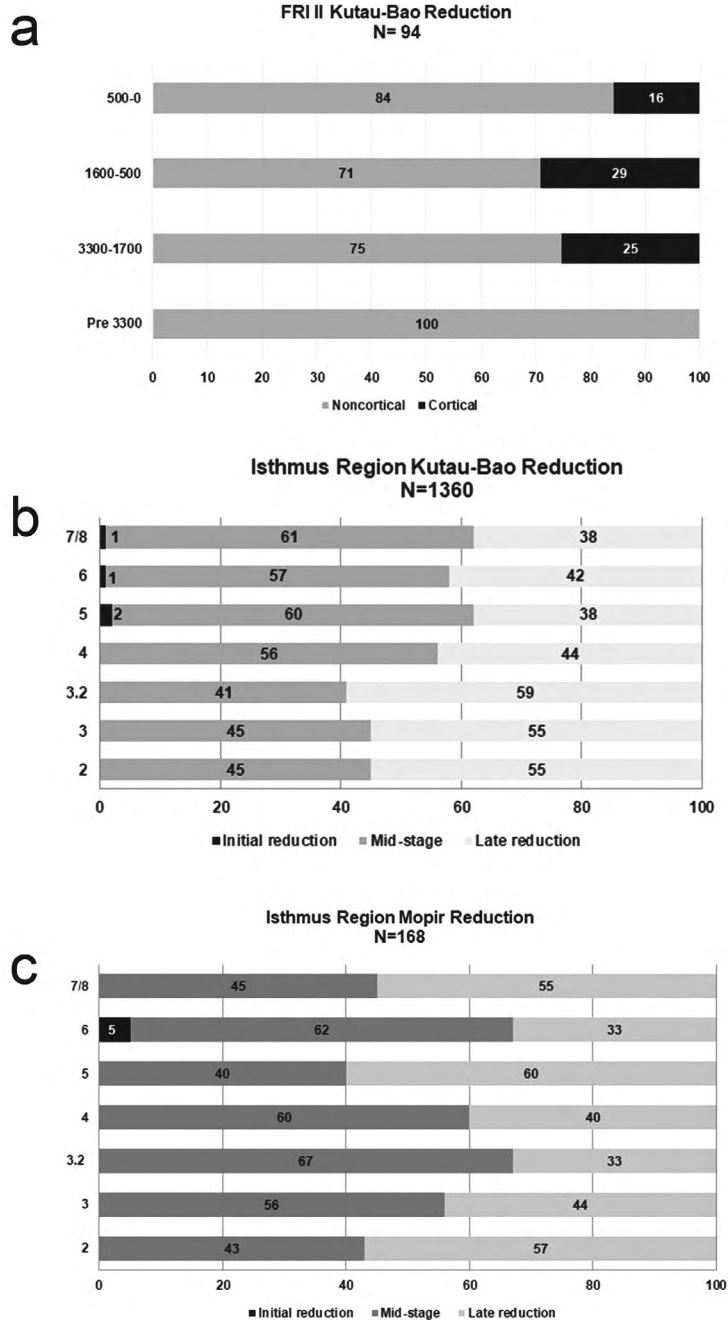 a
FRI II Kutau-Bao Reduction
N= 94
500-0 84 16
1600-500 71 29
3300-1700 75 25
Pre 3300 100
0 10 20 30 40 50 60 70 80 90 100
Noncortical Cortical
b
Isthmus Region Kutau-Bao Reduction
N=1360
7/8 1 61 38
6 1 57 42
5 2 60 38
4 56 44
3.2 41 59
3 45 55
2 45 55
0 20 40 60 80 100
Initial reduction Mid-stage Late reduction
c
Isthmus Region Mopir Reduction
N=168
7/8 45 55
6 5 62 33
5 40 60
4 60 40
3.2 67 33
3 56 44
2 43 57
0 20 40 60 80 100
Initial reduction Mid-stage Late reduction